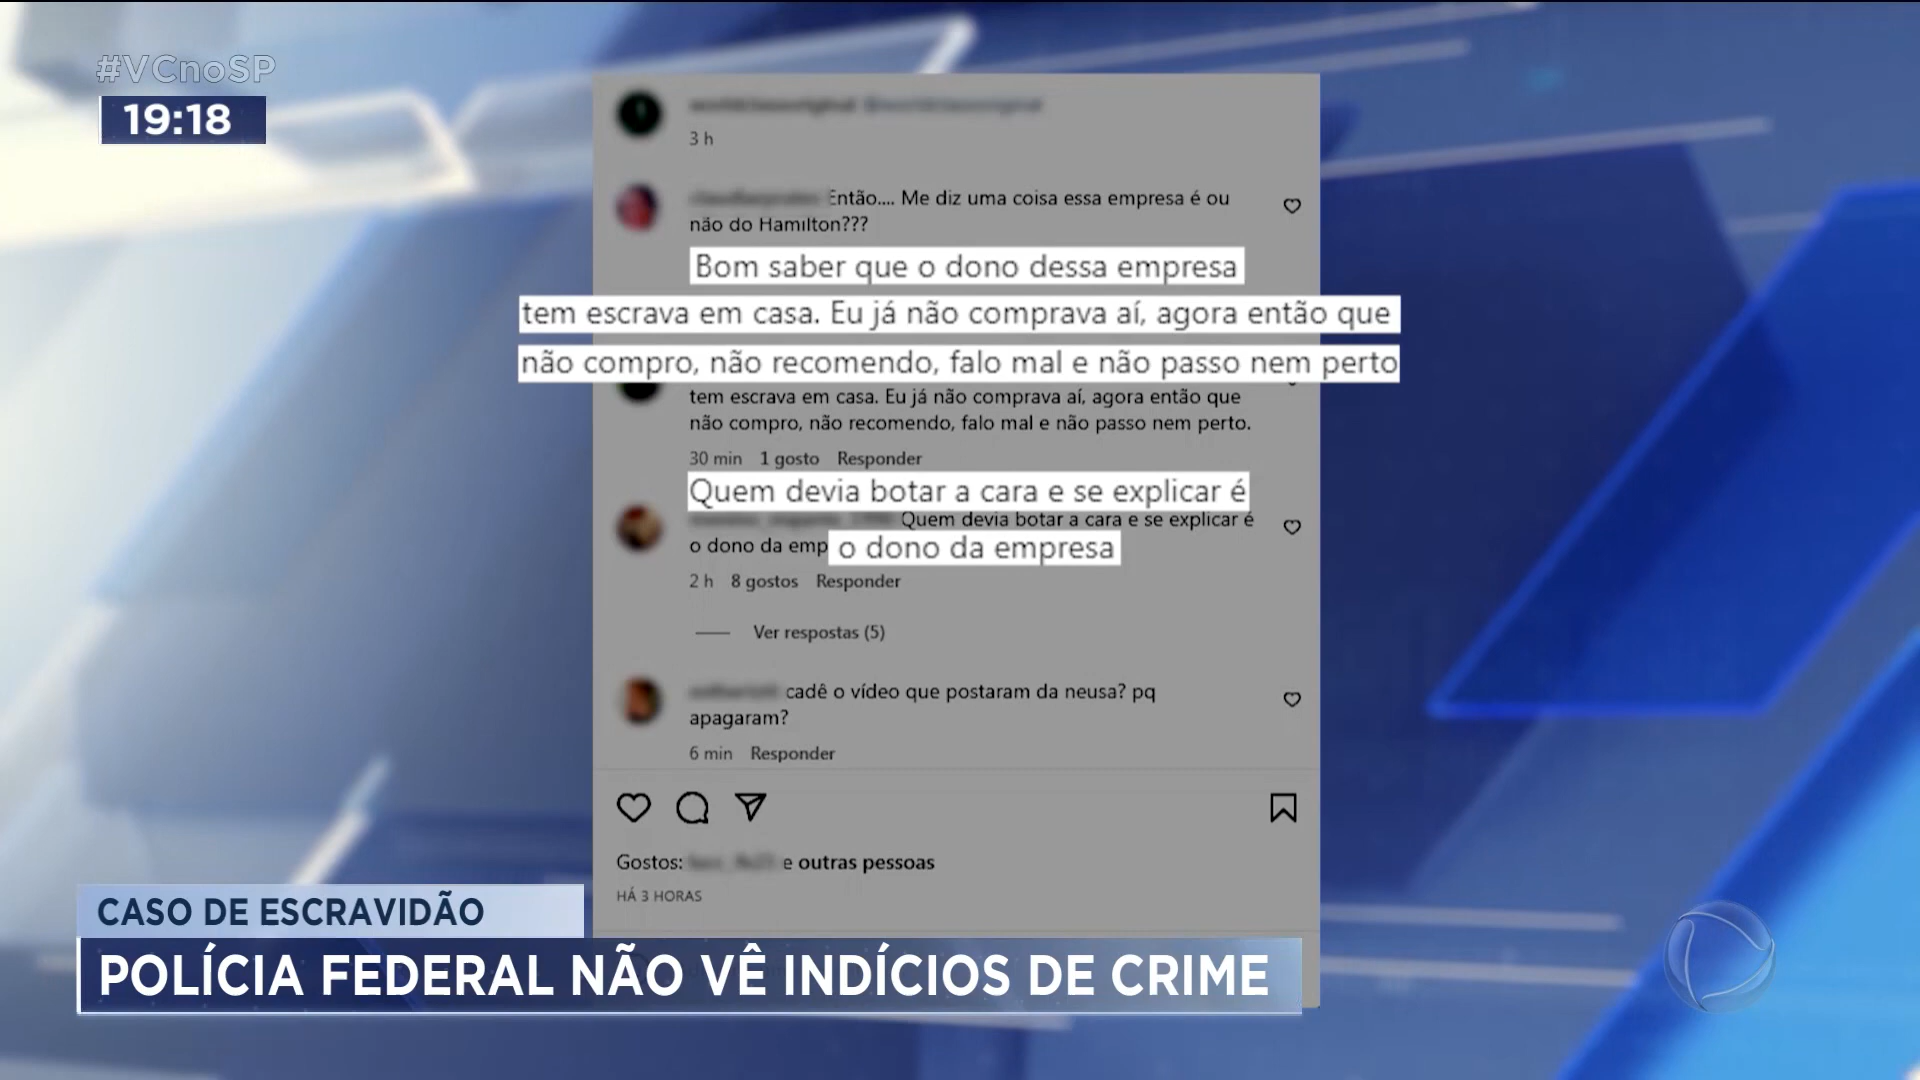 #VCnoSP
19:18
3 h
Então.... Me diz uma coisa essa empresa é ou
não do Hamilton???
Bom saber que o dono dessa empresa
tem escrava em casa. Eu já não comprava aí, agora então que
não compro, não recomendo, falo mal e não passo nem perto
tem escrava em casa. Eu já não comprava aí, agora então que
não compro, não recomendo, falo mal e não passo nem perto.
30 min 1 gosto Responder
Quem devia botar a cara e se explicar é
Quem devia botar a cara e se explicar é
o dono da emp
o dono da empresa
2 h 8 gostos Responder
Ver respostas (5)
cadê o vídeo que postaram da neusa? pq
apagaram?
6 min Responder
Gostos: e outras pessoas
HÁ 3 HORAS
CASO DE ESCRAVIDÃO
POLÍCIA FEDERAL NÃO VÊ INDÍCIOS DE CRIME